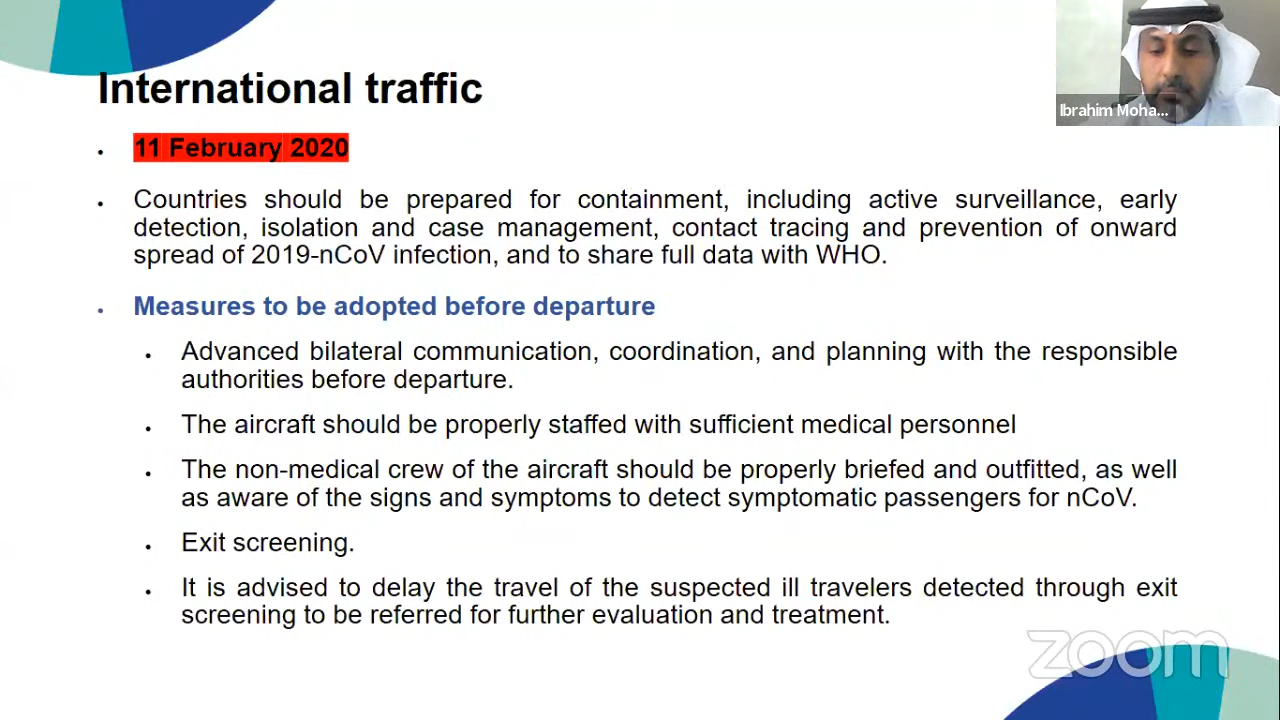 International traffic
Ibrahim Moha...
• 11 February 2020
• Countries should be prepared for containment, including active surveillance, early
detection, isolation and case management, contact tracing and prevention of onward
spread of 2019-nCoV infection, and to share full data with WHO.
• Measures to be adopted before departure
• Advanced bilateral communication, coordination, and planning with the responsible
authorities before departure.
• The aircraft should be properly staffed with sufficient medical personnel
• The non-medical crew of the aircraft should be properly briefed and outfitted, as well
as aware of the signs and symptoms to detect symptomatic passengers for nCoV.
• Exit screening.
• It is advised to delay the travel of the suspected ill travelers detected through exit
screening to be referred for further evaluation and treatment.
zoom